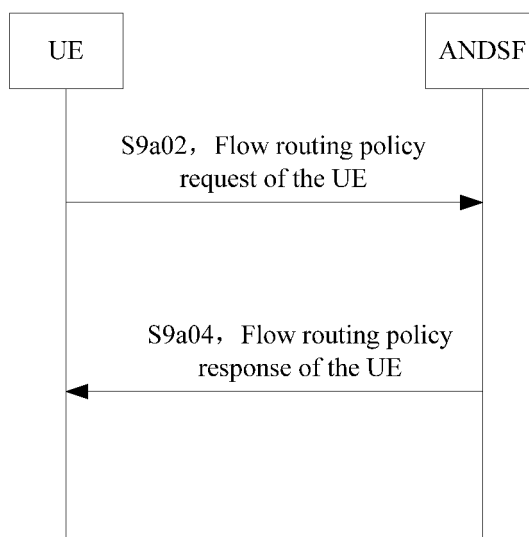 UE
ANDSF
S9a02，Flow routing policy
request of the UE
S9a04，Flow routing policy
response of the UE